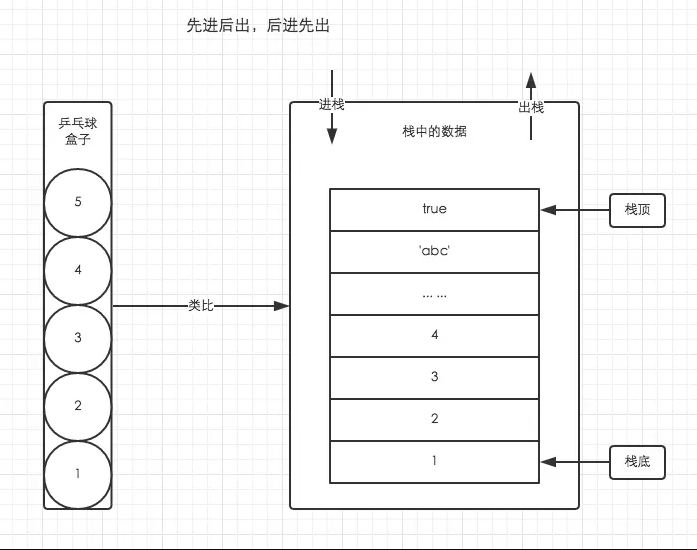 先进后出，后进先出
进栈
出栈
乒乓球
盒子
栈中的数据
5
4
3
2
1
类比
true
'abc'
... ...
4
3
2
1
栈顶
栈底